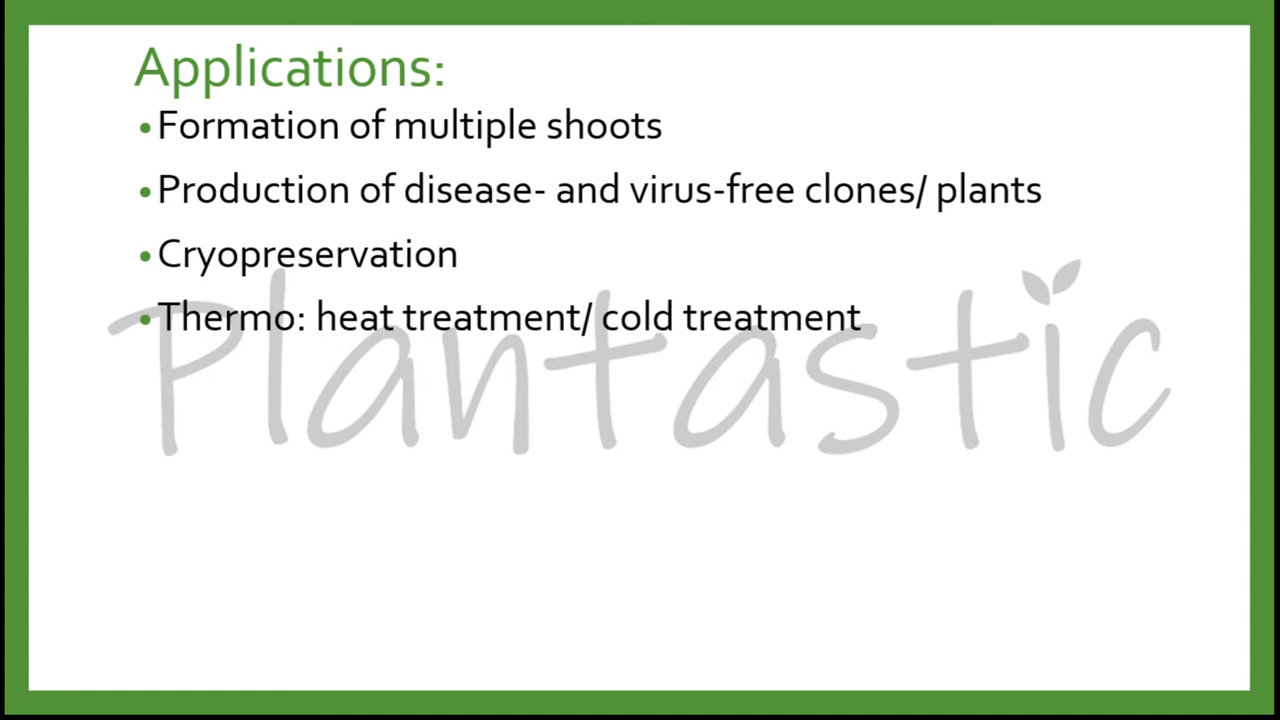 Applications:
•Formation of multiple shoots
•Production of disease- and virus-free clones/ plants
•Cryopreservation
•Thermo: heat treatment/ cold treatment
Plantastic